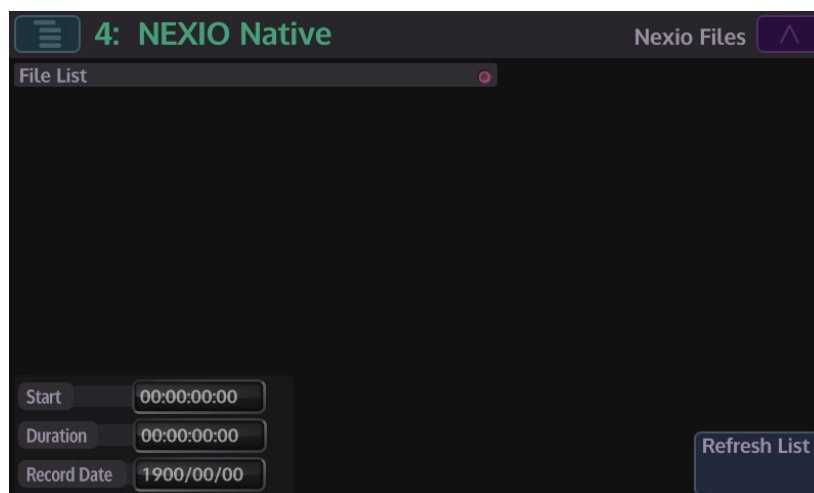 4: NEXIO Native
Nexio Files
File List
Start 00:00:00:00
Duration 00:00:00:00
Record Date 1900/00/00
Refresh List